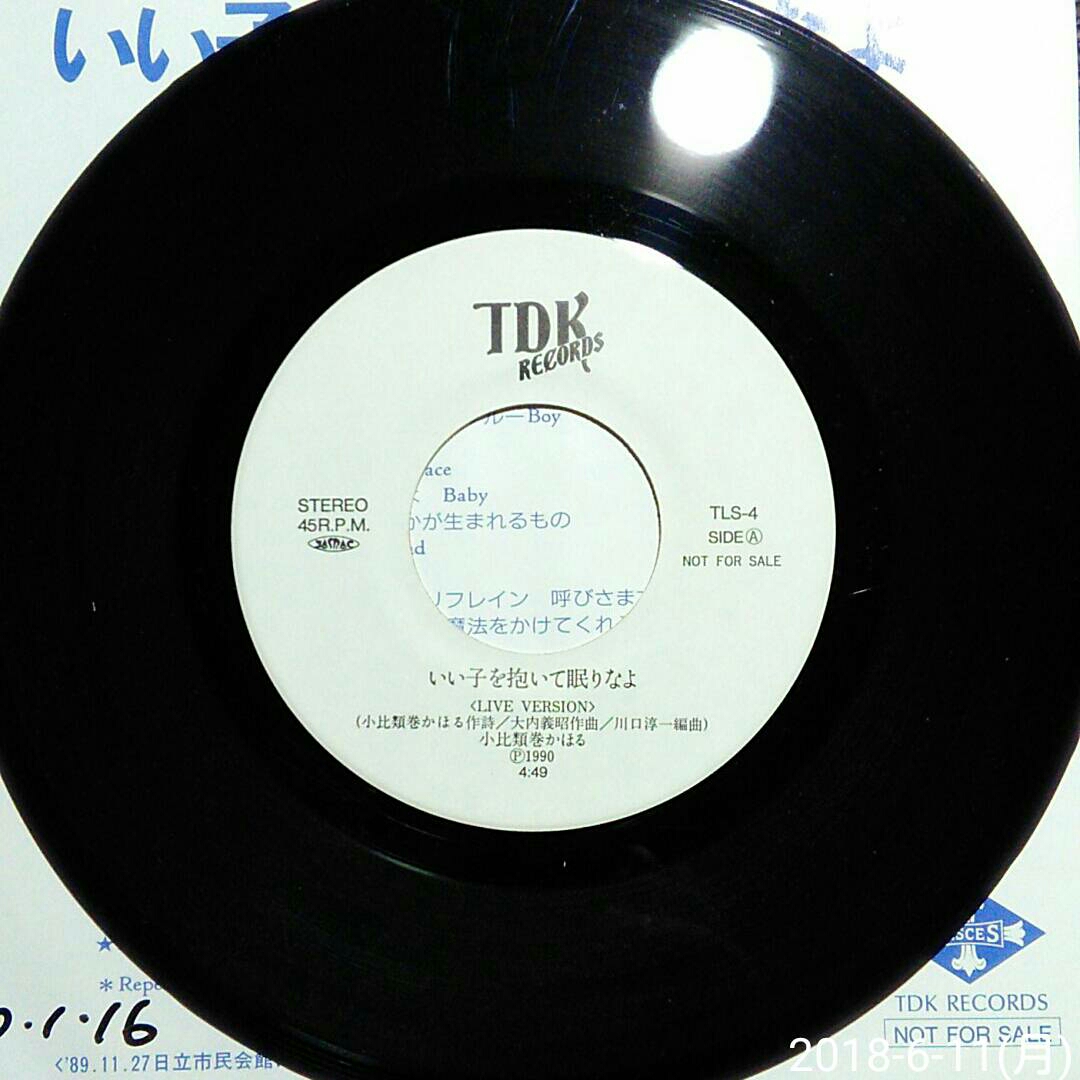 いい子
TDK
RECORDS
ルーBoy
ace
Baby
STEREO
45R.P.M.
JASRAC
が生まれるもの
TLS-4
SIDEⒶ
NOT FOR SALE
リフレイン 呼びさま
魔法をかけてくれ
いい子を抱いて眠りなよ
〈LIVE VERSION〉
(小比類巻かほる作詩/大内義昭作曲/川口淳一編曲)
小比類巻かほる
Ⓟ1990
4:49
SCES
★
*Repe
TDK RECORDS
0・1・16
NOT FOR SALE
<'89.11.27日立市民会館
2018-6-11(月)